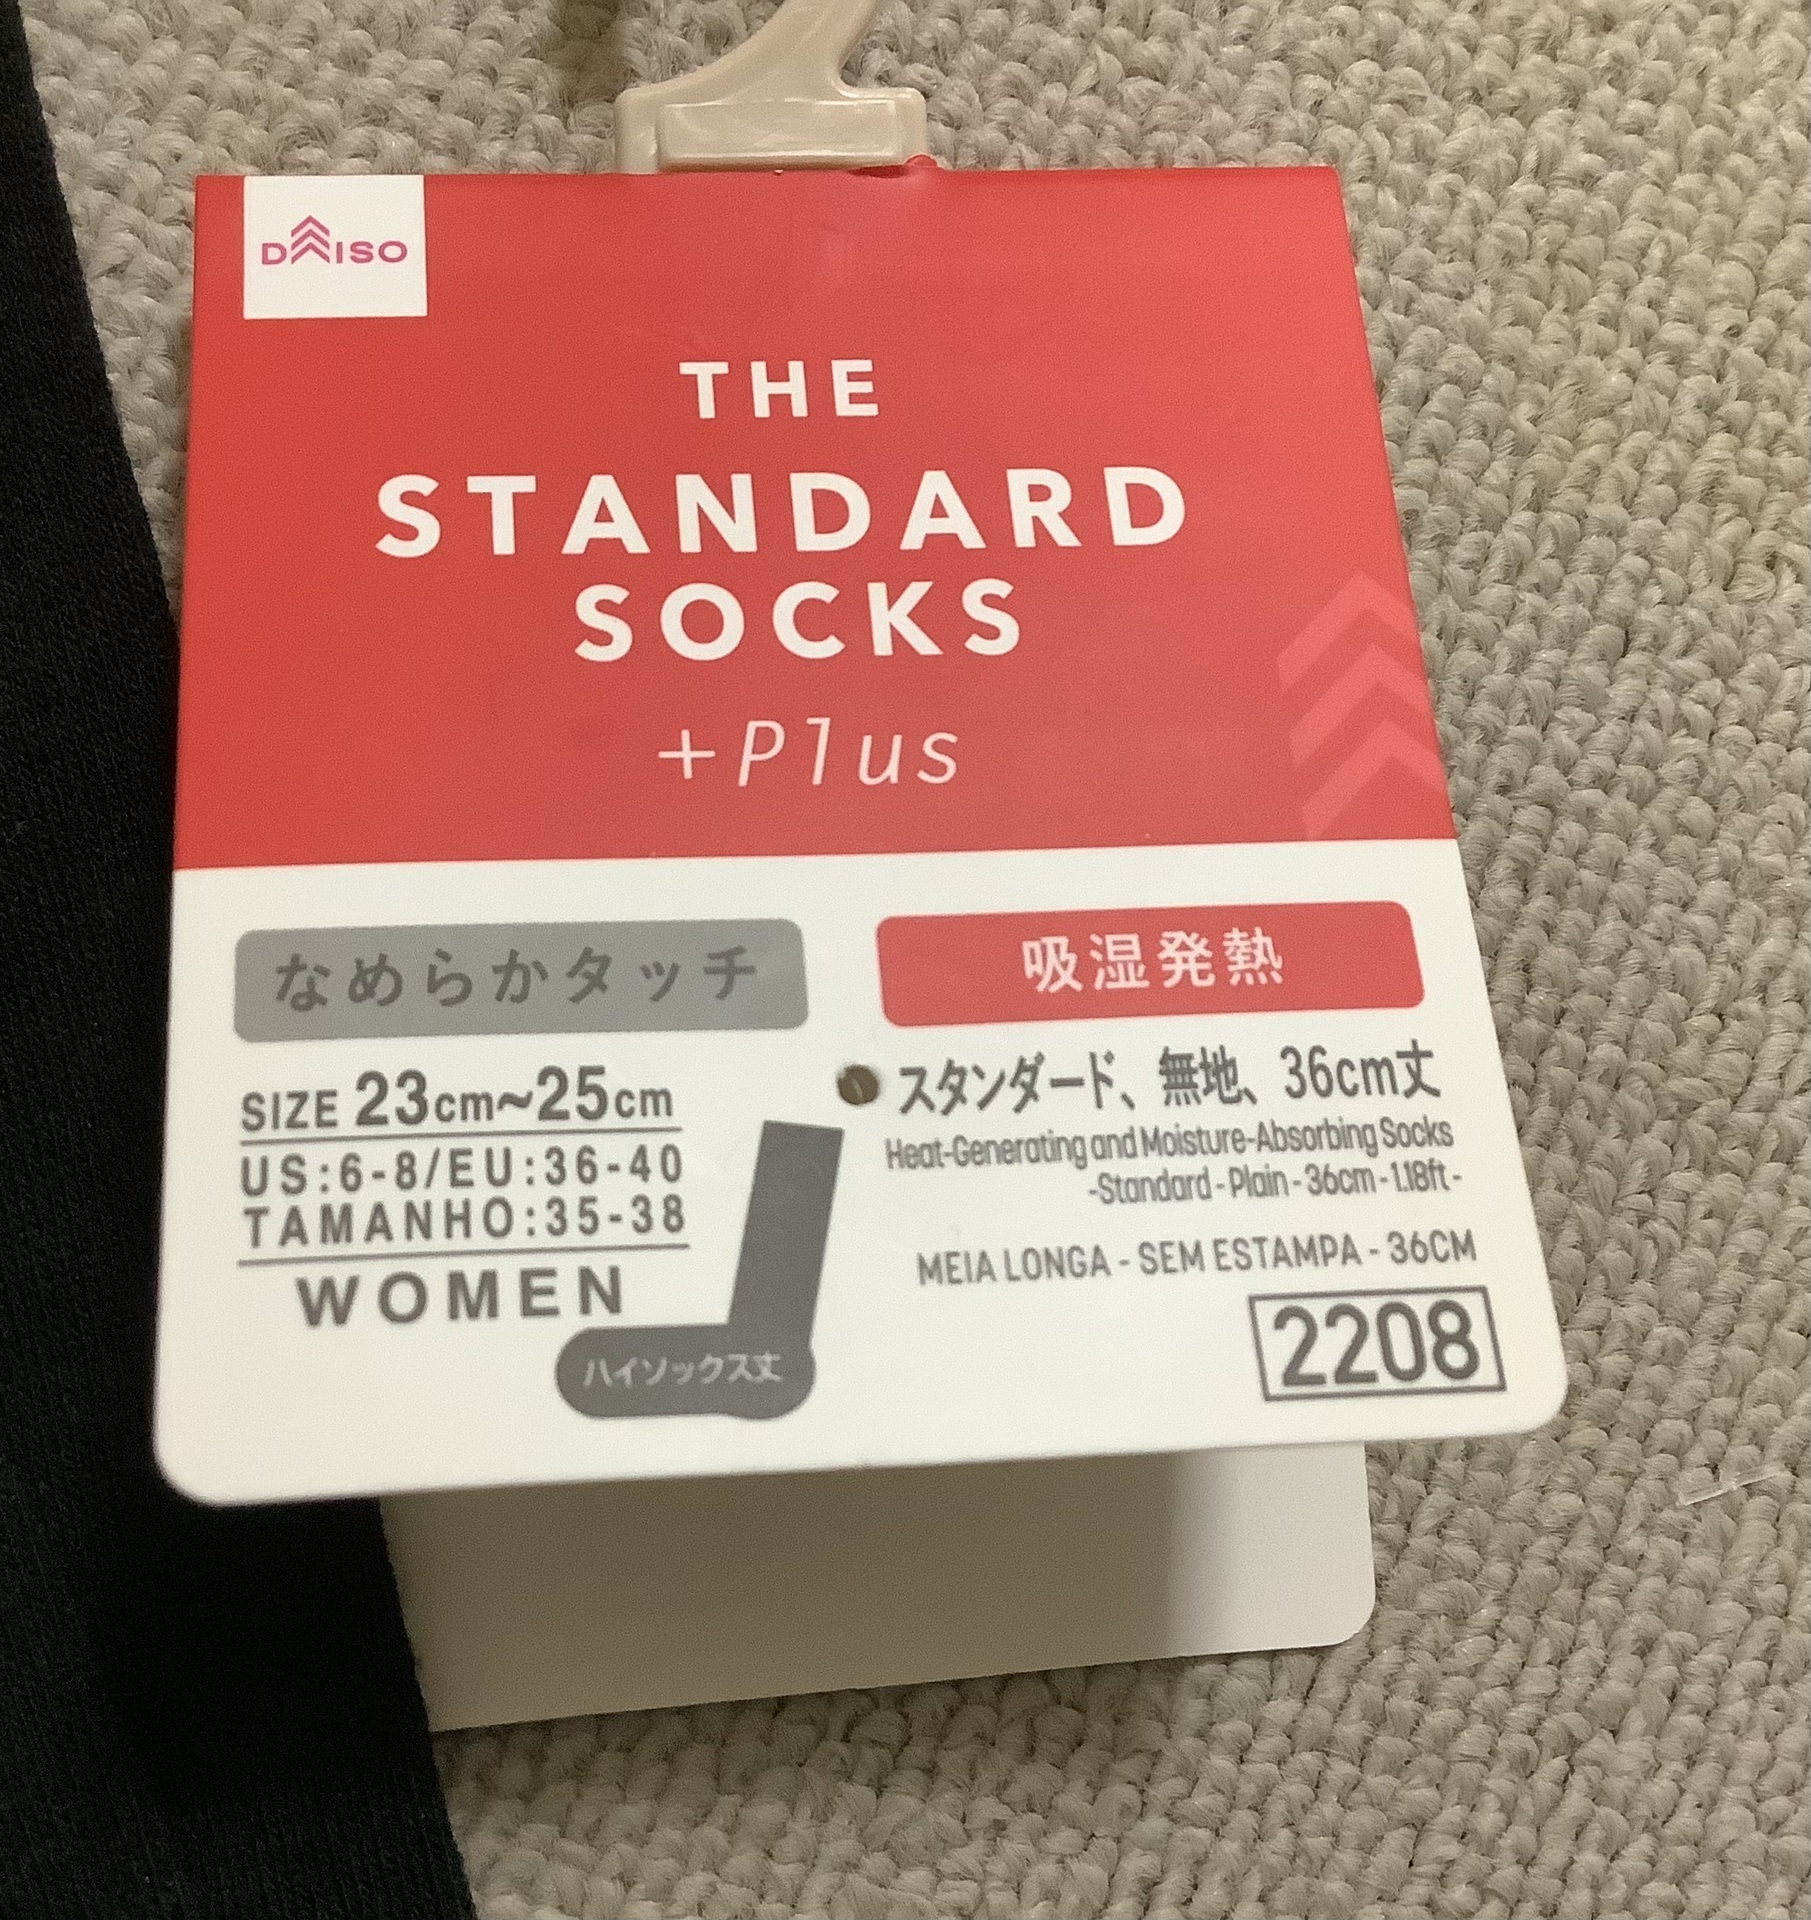 DAISO
THE
STANDARD
SOCKS
+Plus
なめらかタッチ
吸湿発熱
SIZE 23cm~25cm
US:6-8/EU:36-40
TAMANHO:35-38
WOMEN
ハイソックス丈
スタンダード、無地、36cm丈
Heat-Generating and Moisture-Absorbing Socks
-Standard-Plain-36cm-1.18ft-
MEIA LONGA - SEM ESTAMPA - 36CM
2208